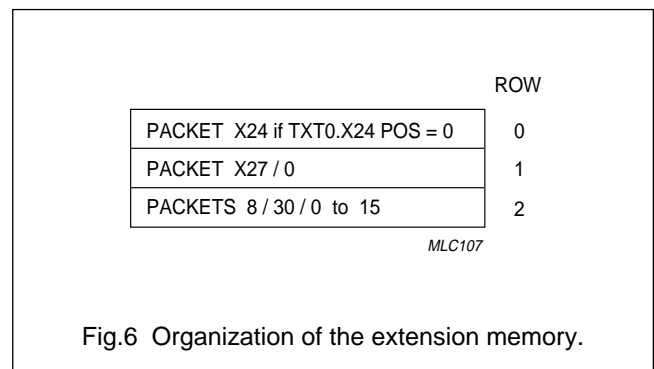 ROW
PACKET X24 if TXT0.X24 POS = 0 0
PACKET X27 / 0 1
PACKETS 8 / 30 / 0 to 15 2
MLC107
Fig.6 Organization of the extension memory.